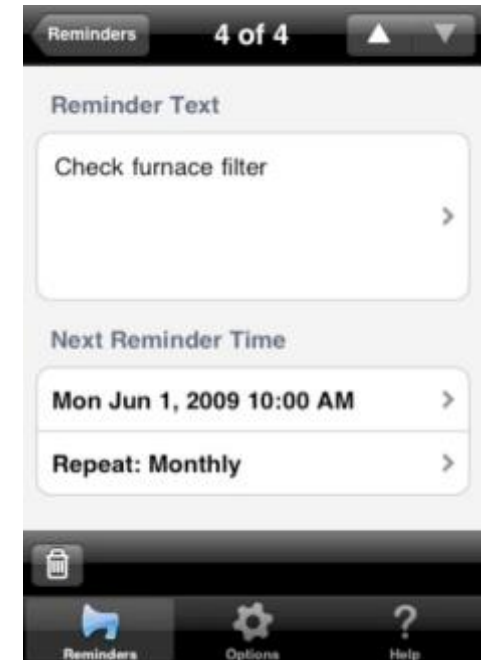 Reminders 4 of 4
Reminder Text
Check furnace filter
Next Reminder Time
Mon Jun 1, 2009 10:00 AM
Repeat: Monthly
Reminders Options Help